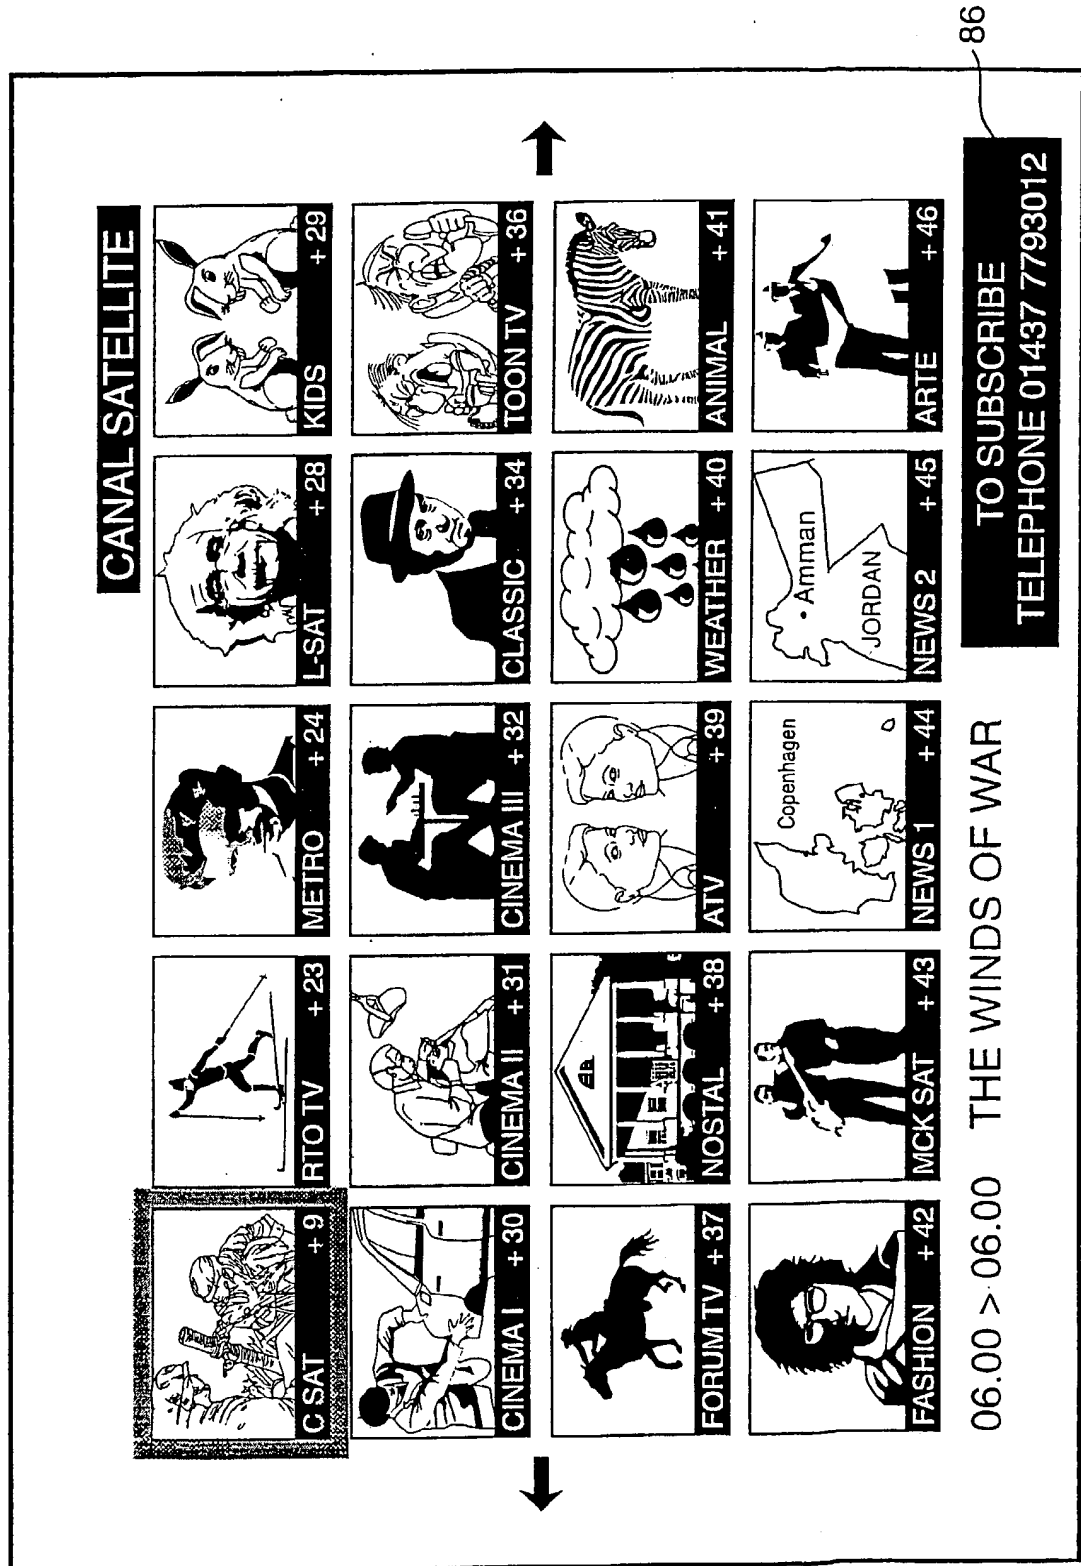 CANAL SATELLITE
C SAT + 9
RTO TV + 23
METRO + 24
L-SAT + 28
KIDS + 29
CINEMA I + 30
CINEMA II + 31
CINEMA III + 32
CLASSIC + 34
TOON TV + 36
FORUM TV + 37
NOSTAL + 38
ATV + 39
WEATHER + 40
ANIMAL + 41
Copenhagen
• Amman
JORDAN
FASHION + 42
MCK SAT + 43
NEWS 1 + 44
NEWS 2 + 45
ARTE + 46
06.00 > 06.00 THE WINDS OF WAR
TO SUBSCRIBE
TELEPHONE 01437 7793012
86